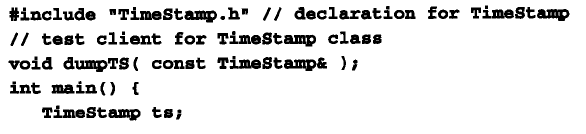 #include "TimeStamp.h" // declaration for TimeStamp
// test client for TimeStamp class
void dumpTS( const TimeStamp& );
int main() {
   TimeStamp ts;